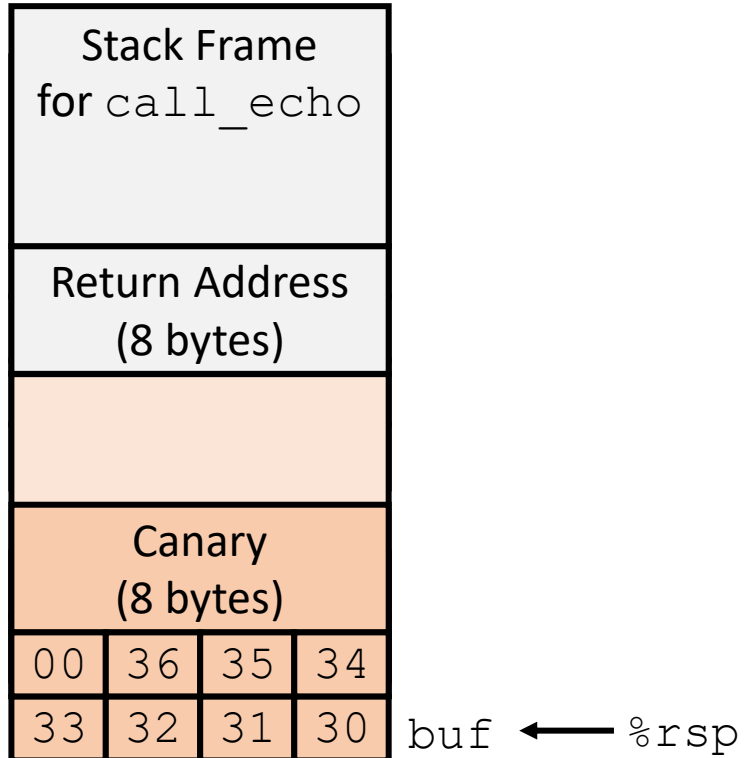 Stack Frame
for call_echo
Return Address
(8 bytes)
Canary
(8 bytes)
00 36 35 34
33 32 31 30 buf %rsp